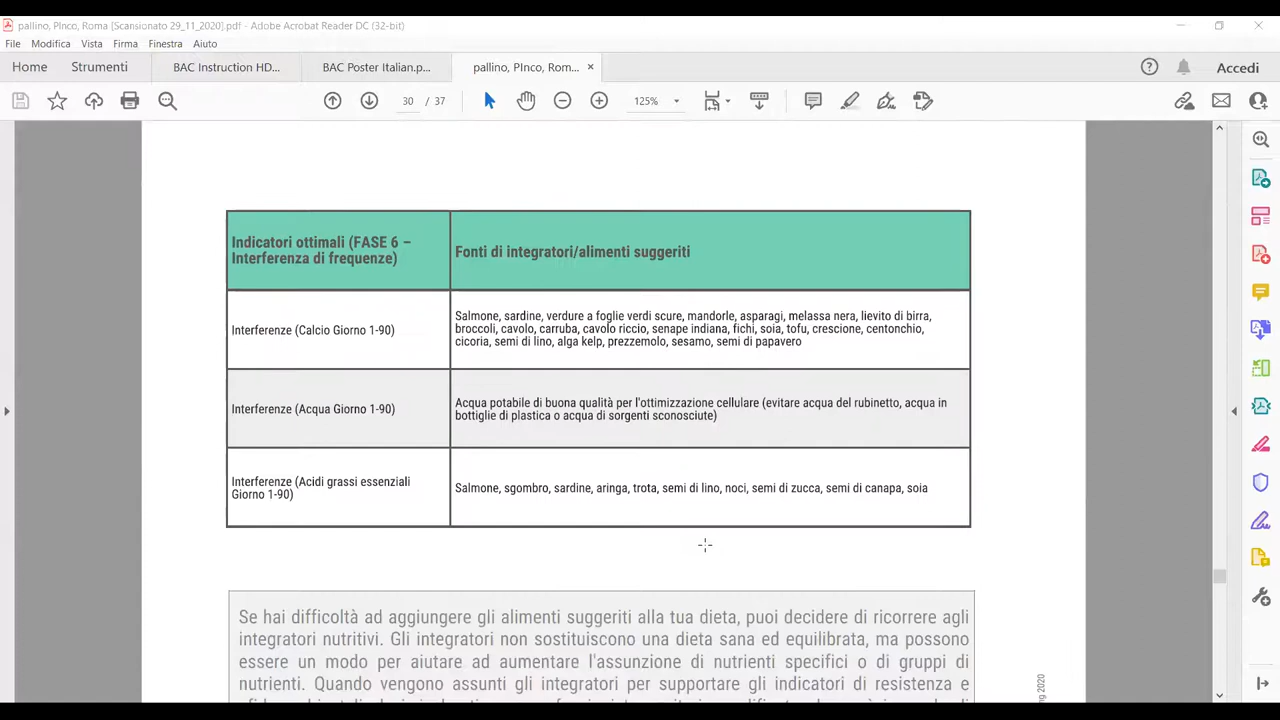 pallino, PInco, Roma [Scansionato 29_11_2020].pdf - Adobe Acrobat Reader DC (32-bit)
File Modifica Vista Firma Finestra Aiuto
Home Strumenti BAC Instruction HD... BAC Poster Italian.p... pallino, PInco, Rom... × Accedi
30 / 37 125%
Indicatori ottimali (FASE 6 –
Interferenza di frequenze)
Fonti di integratori/alimenti suggeriti
Interferenze (Calcio Giorno 1-90)
Salmone, sardine, verdure a foglie verdi scure, mandorle, asparagi, melassa nera, lievito di birra,
broccoli, cavolo, carruba, cavolo riccio, senape indiana, fichi, soia, tofu, crescione, centonchio,
cicoria, semi di lino, alga kelp, prezzemolo, sesamo, semi di papavero
Interferenze (Acqua Giorno 1-90)
Acqua potabile di buona qualità per l'ottimizzazione cellulare (evitare acqua del rubinetto, acqua in
bottiglie di plastica o acqua di sorgenti sconosciute)
Interferenze (Acidi grassi essenziali
Giorno 1-90)
Salmone, sgombro, sardine, aringa, trota, semi di lino, noci, semi di zucca, semi di canapa, soia
Se hai difficoltà ad aggiungere gli alimenti suggeriti alla tua dieta, puoi decidere di ricorrere agli
integratori nutritivi. Gli integratori non sostituiscono una dieta sana ed equilibrata, ma possono
essere un modo per aiutare ad aumentare l'assunzione di nutrienti specifici o di gruppi di
nutrienti. Quando vengono assunti gli integratori per supportare gli indicatori di resistenza e
2020